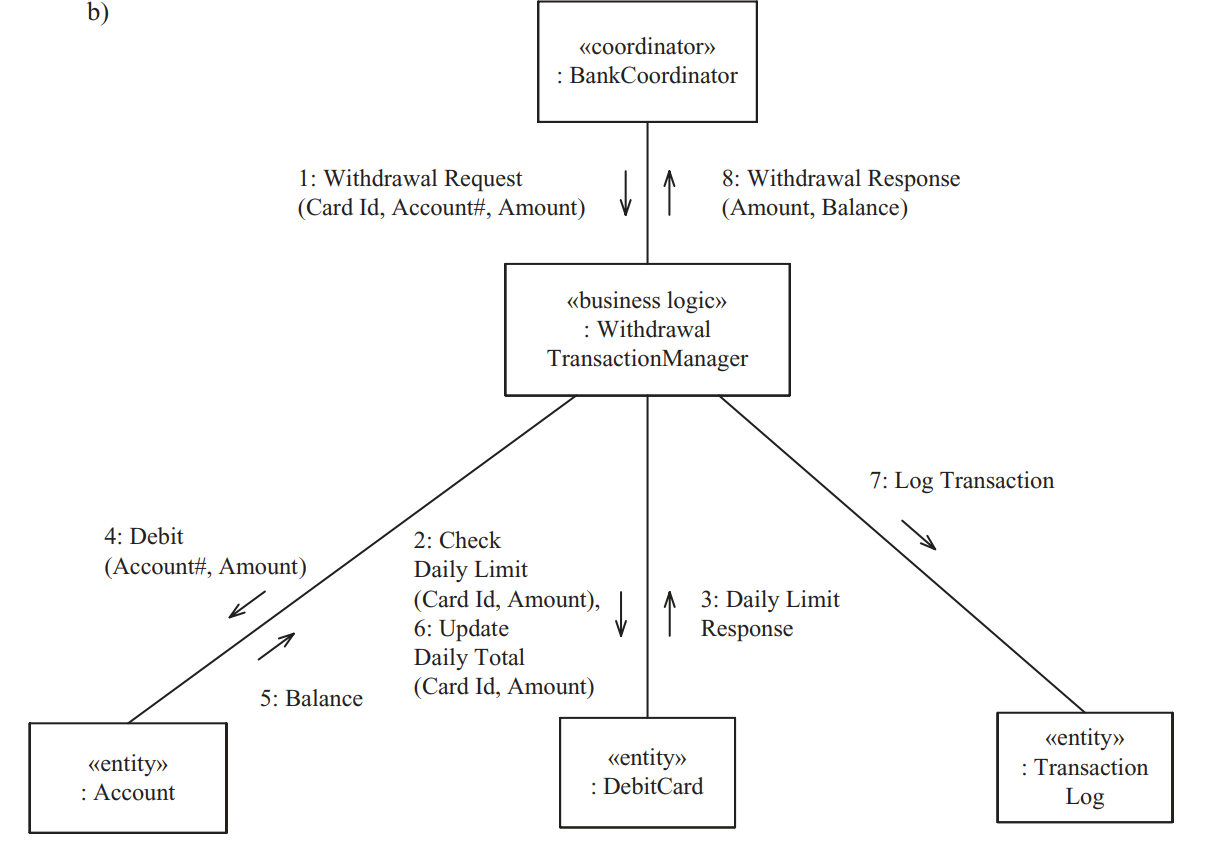 b)
«coordinator»
: BankCoordinator
1: Withdrawal Request
(Card Id, Account#, Amount)
8: Withdrawal Response
(Amount, Balance)
«business logic»
: Withdrawal
TransactionManager
7: Log Transaction
4: Debit
(Account#, Amount)
2: Check
Daily Limit
(Card Id, Amount),
6: Update
Daily Total
(Card Id, Amount)
3: Daily Limit
Response
5: Balance
«entity»
: Account
«entity»
: DebitCard
«entity»
: Transaction
Log